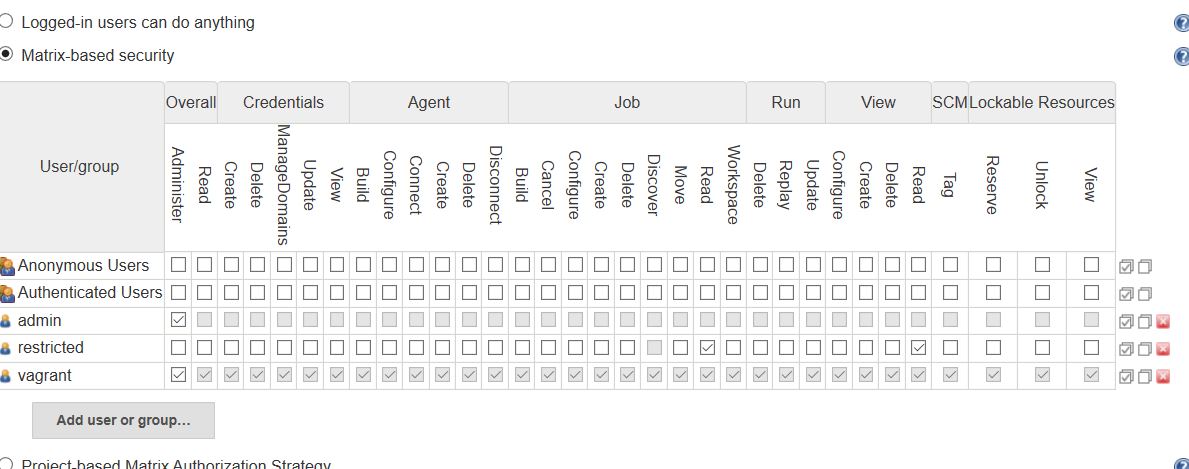 Logged-in users can do anything
Matrix-based security
User/group
Overall Credentials Agent Job Run View SCM Lockable Resources
Administer Read Create Delete ManageDomains Update View Build Configure Connect Create Delete Disconnect Build Cancel Configure Create Delete Discover Move Read Workspace Delete Replay Update Configure Create Delete Read Tag Reserve Unlock View
Anonymous Users
Authenticated Users
admin
restricted
vagrant
Add user or group...
Project-based Matrix Authorization Strategy